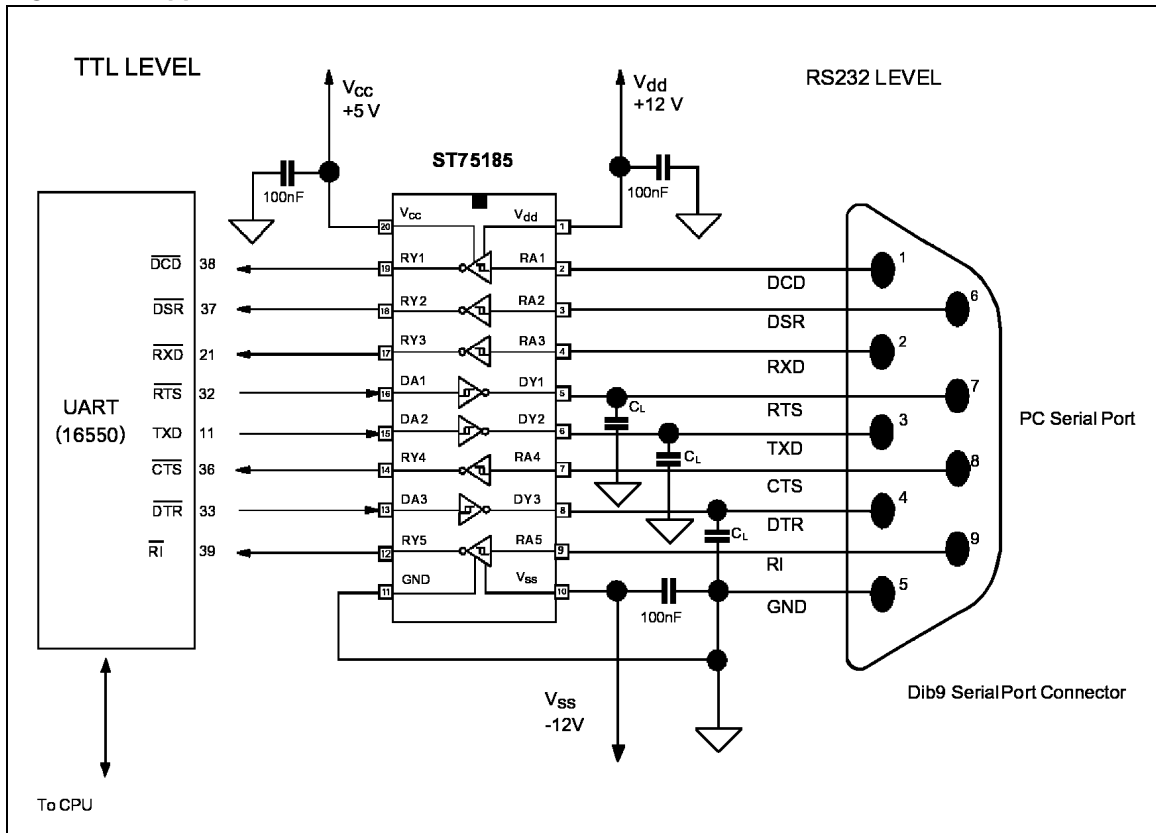 TTL LEVEL
RS232 LEVEL
VCC
+5 V
Vdd
+12 V
ST75185
100nF
100nF
Vcc
Vdd
20
1
DCD 38
RY1
RA1
19
2
DCD
1
DSR 37
RY2
RA2
18
3
DSR
6
RXD 21
RY3
RA3
17
4
RXD
2
RTS 32
DA1
DY1
16
5
CL
RTS
7
UART
(16550)
TXD 11
DA2
DY2
15
6
CL
TXD
3
PC Serial Port
CTS 36
RY4
RA4
14
7
CTS
8
DTR 33
DA3
DY3
13
8
CL
DTR
4
RI 39
RY5
RA5
12
9
RI
9
GND
Vss
11
10
100nF
GND
5
VSS
-12V
Dib9 SerialPort Connector
To CPU